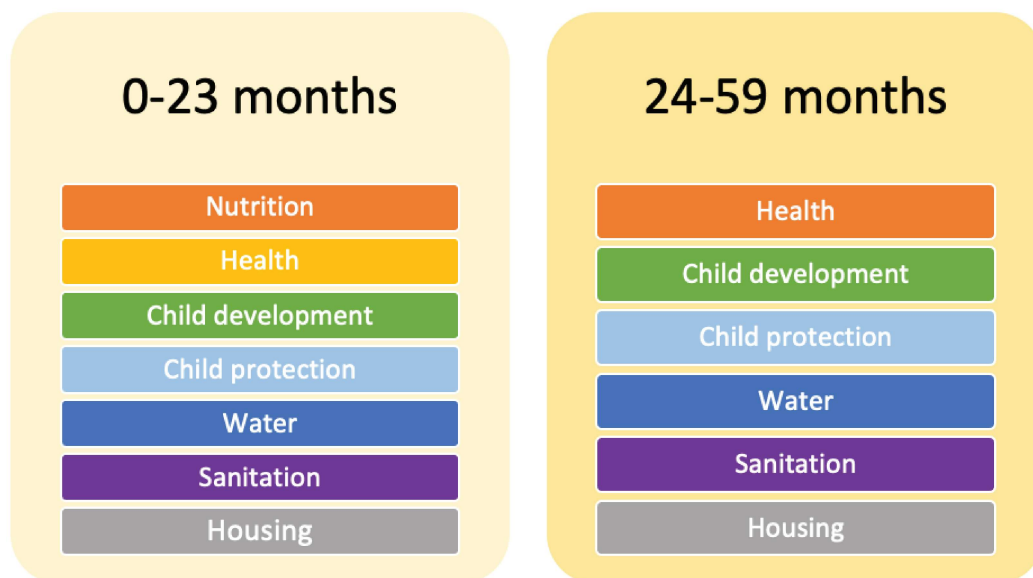 0-23 months
Nutrition
Health
Child development
Child protection
Water
Sanitation
Housing
24-59 months
Health
Child development
Child protection
Water
Sanitation
Housing